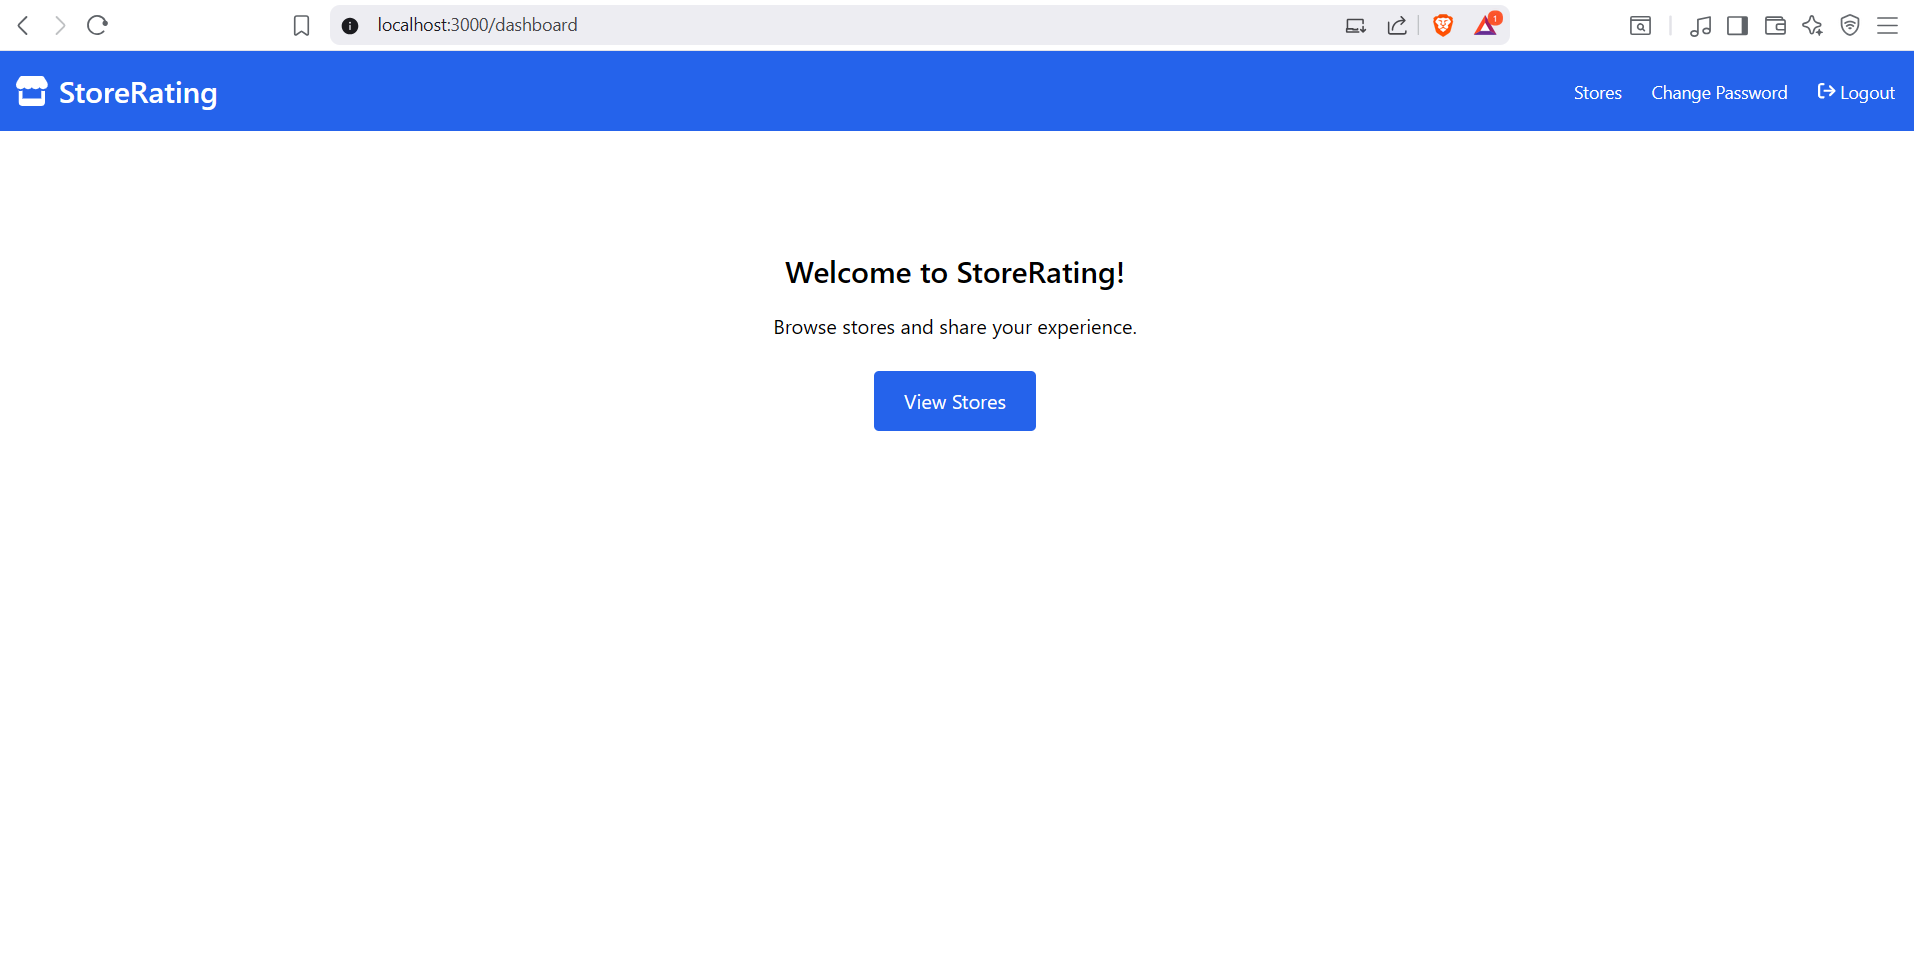 localhost:3000/dashboard
1
StoreRating
Stores Change Password Logout
Welcome to StoreRating!
Browse stores and share your experience.
View Stores